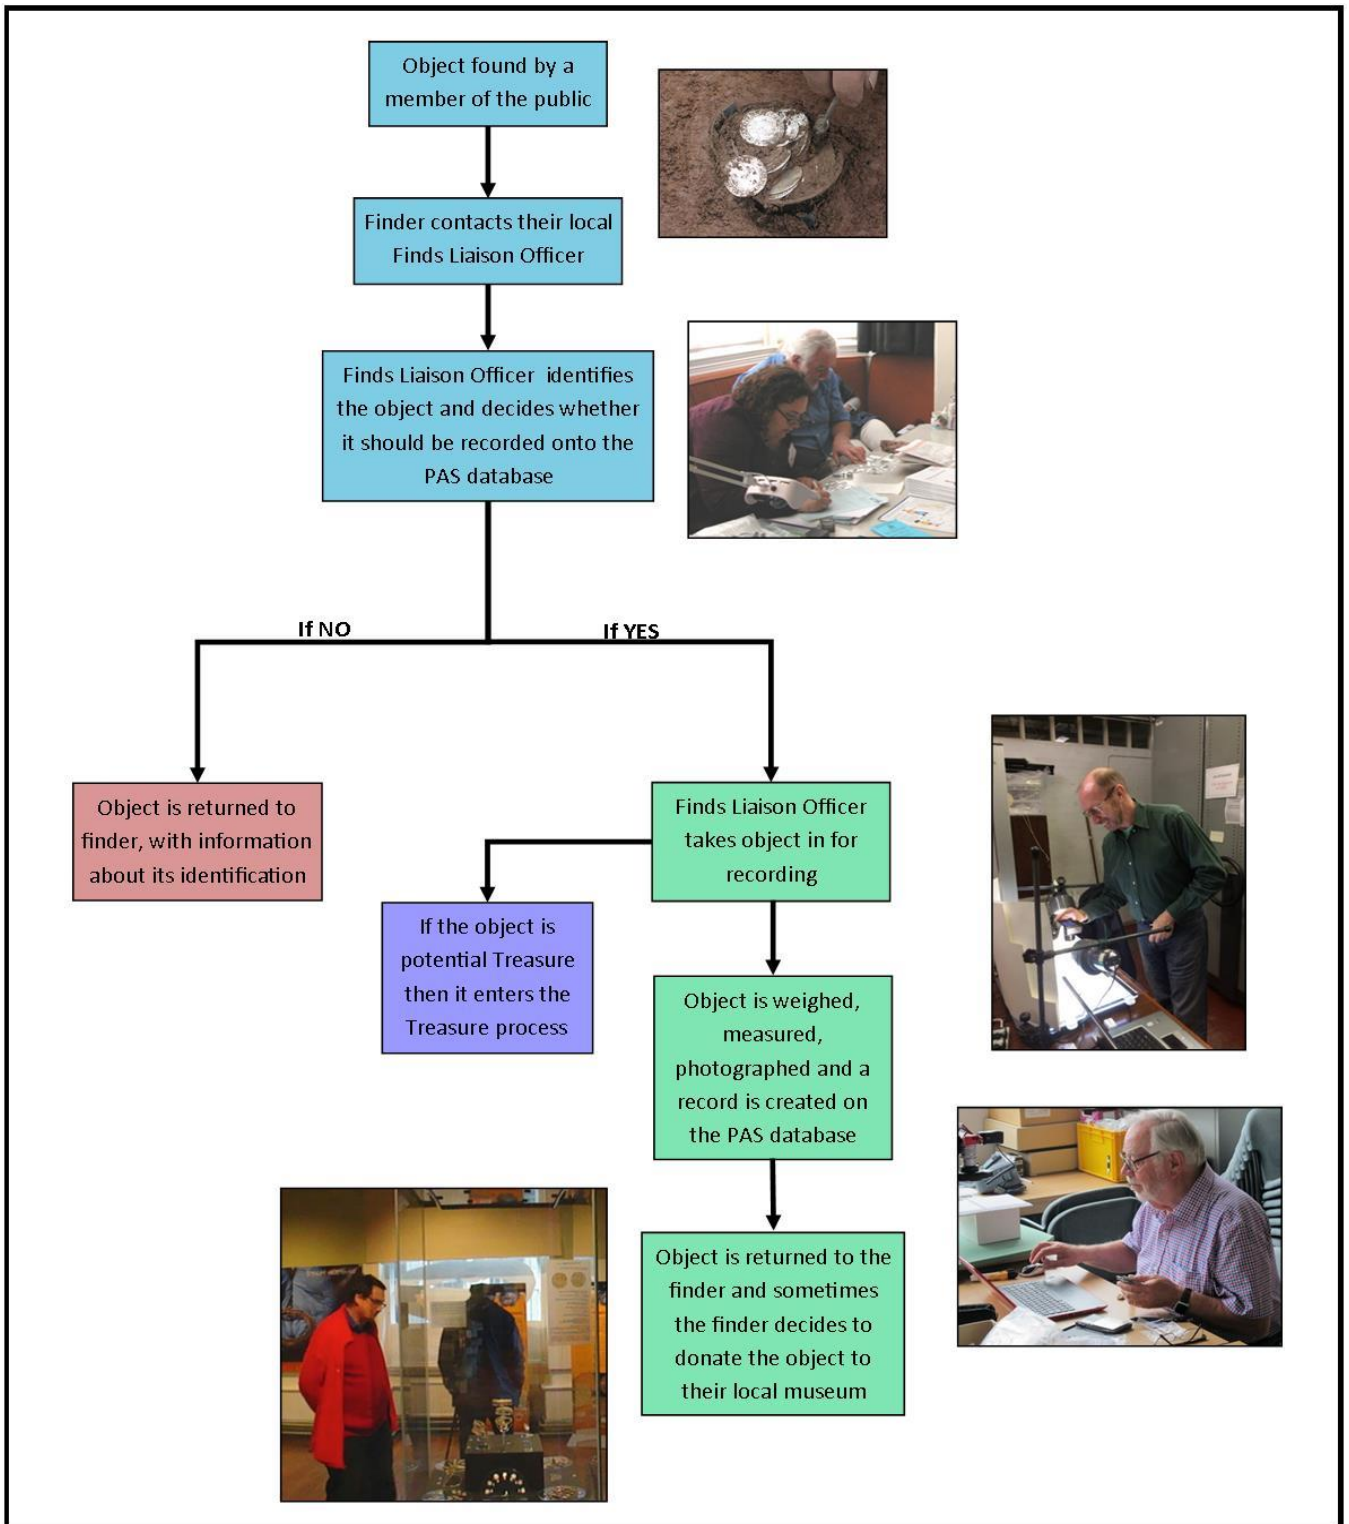 Object found by a
member of the public
Finder contacts their local
Finds Liaison Officer
Finds Liaison Officer identifies
the object and decides whether
it should be recorded onto the
PAS database
If NO
If YES
Object is returned to
finder, with information
about its identification
Finds Liaison Officer
takes object in for
recording
If the object is
potential Treasure
then it enters the
Treasure process
Object is weighed,
measured,
photographed and a
record is created on
the PAS database
Object is returned to the
finder and sometimes
the finder decides to
donate the object to
their local museum